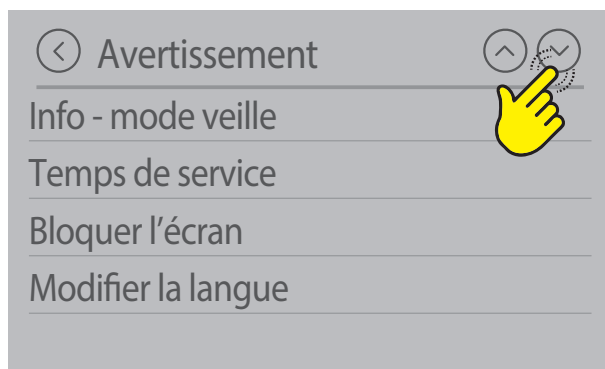 Avertissement
Info - mode veille
Temps de service
Bloquer l’écran
Modifier la langue